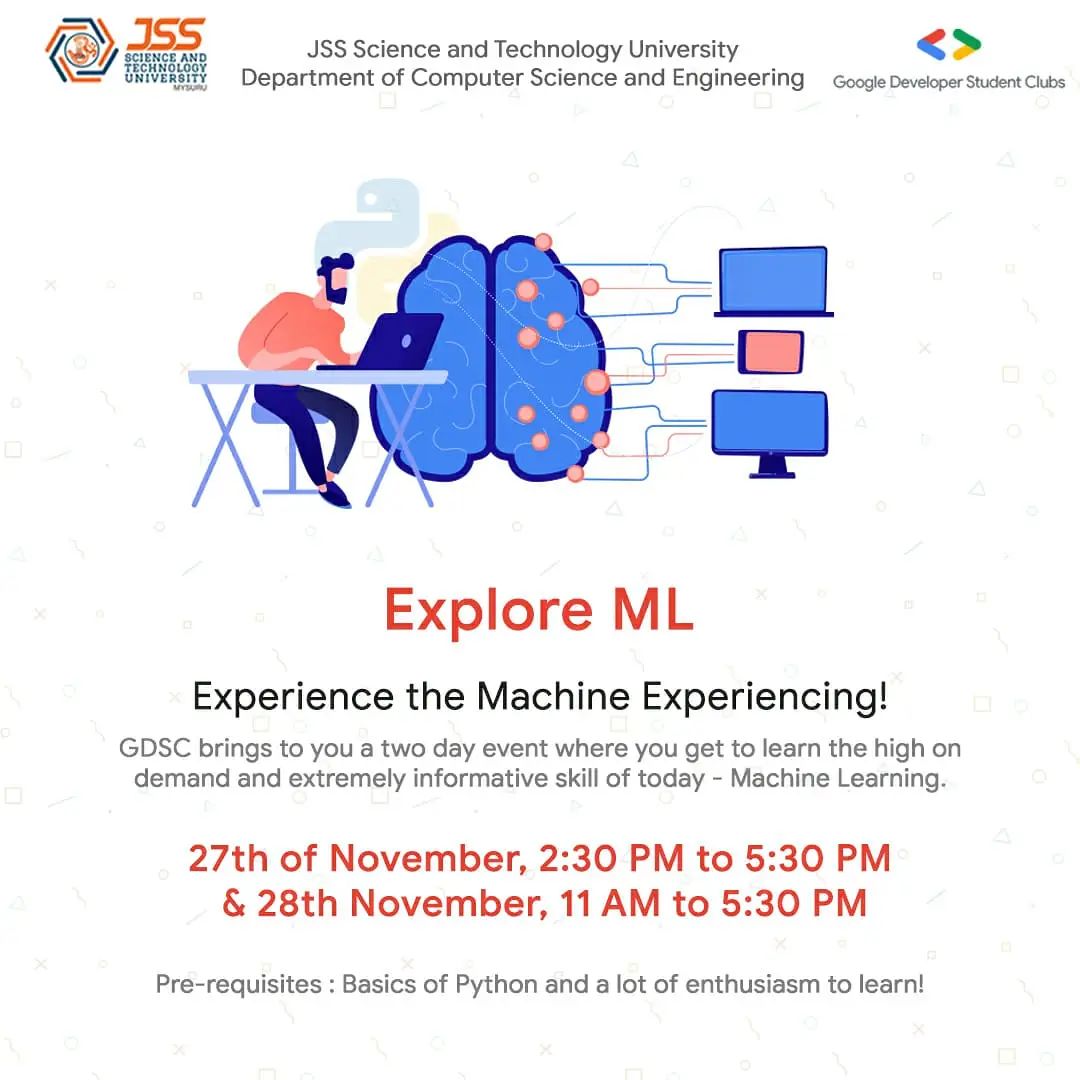 JSS
SCIENCE AND
TECHNOLOGY
UNIVERSITY
MYSURU
JSS Science and Technology University
Department of Computer Science and Engineering
Google Developer Student Clubs
Explore ML
Experience the Machine Experiencing!
GDSC brings to you a two day event where you get to learn the high on
demand and extremely informative skill of today - Machine Learning.
27th of November, 2:30 PM to 5:30 PM
& 28th November, 11 AM to 5:30 PM
Pre-requisites : Basics of Python and a lot of enthusiasm to learn!